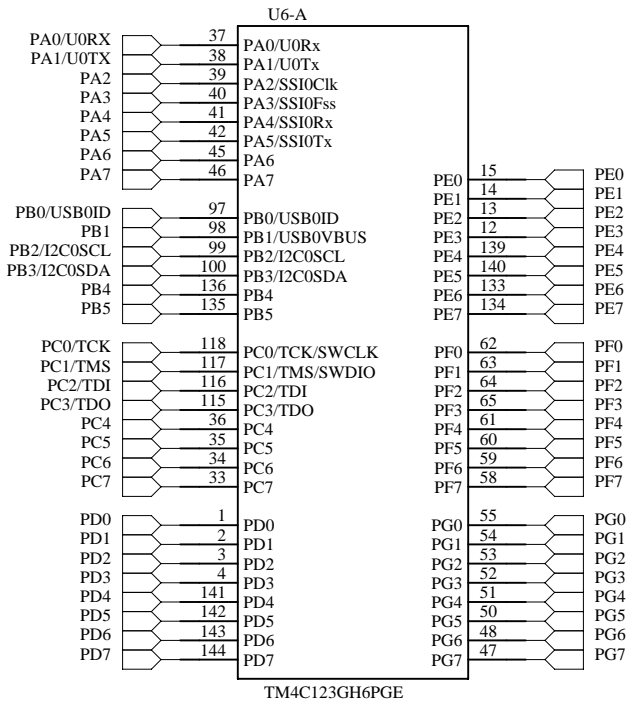 U6-A
PA0/U0RX 37 PA0/U0Rx
PA1/U0TX 38 PA1/U0Tx
PA2 39 PA2/SSI0Clk
PA3 40 PA3/SSI0Fss
PA4 41 PA4/SSI0Rx
PA5 42 PA5/SSI0Tx
PA6 45 PA6
PA7 46 PA7 PE0 15 PE0
PE1 14 PE1
PB0/USB0ID 97 PB0/USB0ID PE2 13 PE2
PB1 98 PB1/USB0VBUS PE3 12 PE3
PB2/I2C0SCL 99 PB2/I2C0SCL PE4 139 PE4
PB3/I2C0SDA 100 PB3/I2C0SDA PE5 140 PE5
PB4 136 PB4 PE6 133 PE6
PB5 135 PB5 PE7 134 PE7
PC0/TCK 118 PC0/TCK/SWCLK PF0 62 PF0
PC1/TMS 117 PC1/TMS/SWDIO PF1 63 PF1
PC2/TDI 116 PC2/TDI PF2 64 PF2
PC3/TDO 115 PC3/TDO PF3 65 PF3
PC4 36 PC4 PF4 61 PF4
PC5 35 PC5 PF5 60 PF5
PC6 34 PC6 PF6 59 PF6
PC7 33 PC7 PF7 58 PF7
PD0 1 PD0 PG0 55 PG0
PD1 2 PD1 PG1 54 PG1
PD2 3 PD2 PG2 53 PG2
PD3 4 PD3 PG3 52 PG3
PD4 141 PD4 PG4 51 PG4
PD5 142 PD5 PG5 50 PG5
PD6 143 PD6 PG6 48 PG6
PD7 144 PD7 PG7 47 PG7
TM4C123GH6PGE